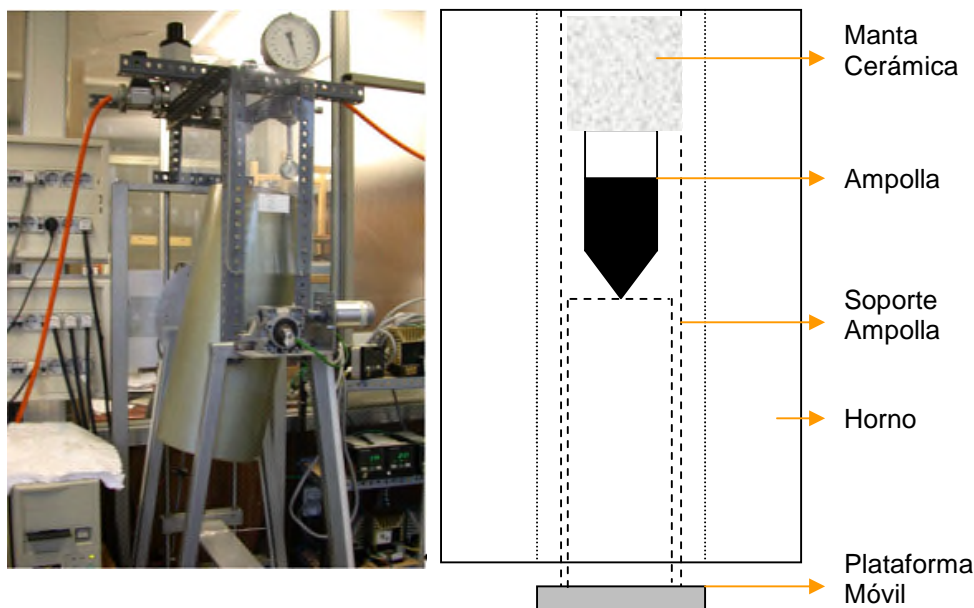 Manta
Cerámica
Ampolla
Soporte
Ampolla
Horno
Plataforma
Móvil